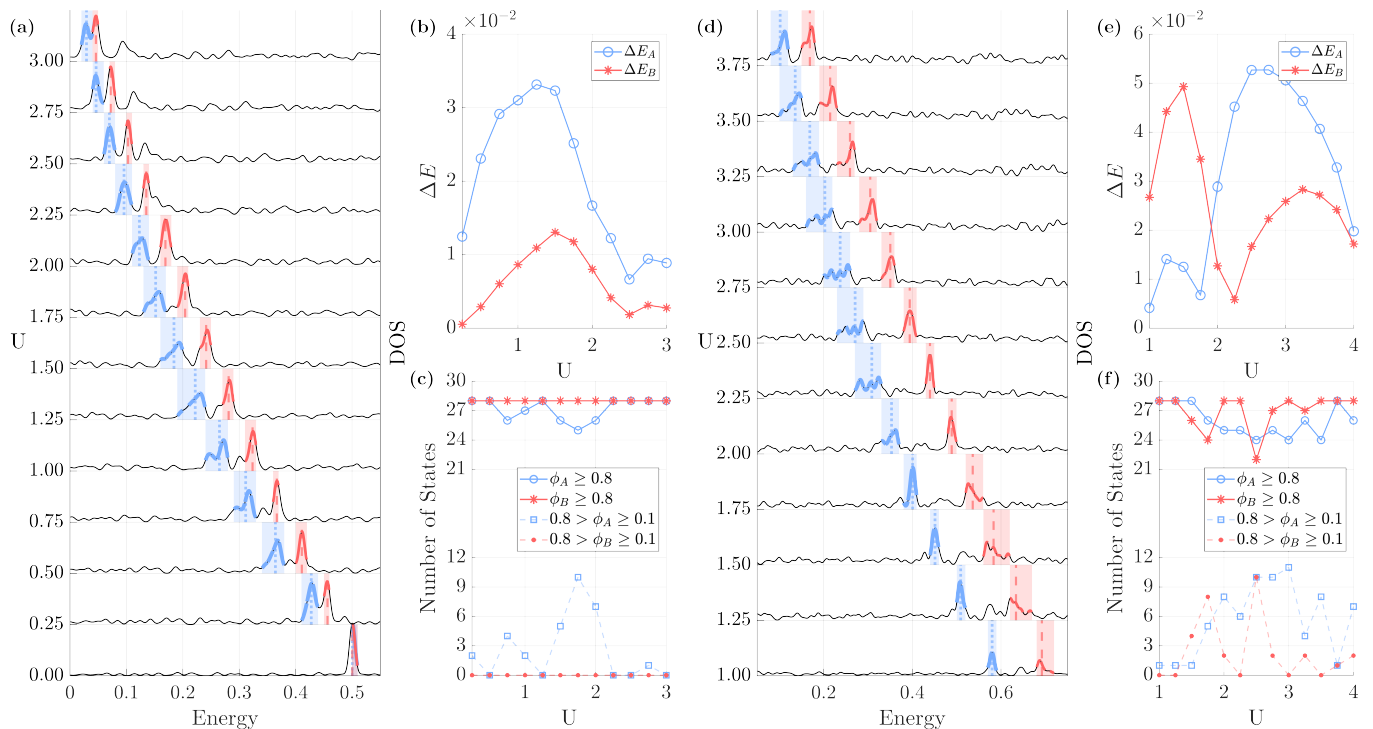 (a)
3.00
2.75
2.50
2.25
2.00
1.75
1.50
1.25
1.00
0.75
0.50
0.25
0.00
U
0 0.1 0.2 0.3 0.4 0.5
Energy
DOS
(b)
×10⁻²
4
3
2
1
0
ΔE
ΔE_A
ΔE_B
1 2 3
U
(c)
30
27
24
21
12
9
6
3
0
Number of States
ϕ_A ≥ 0.8
ϕ_B ≥ 0.8
0.8 > ϕ_A ≥ 0.1
0.8 > ϕ_B ≥ 0.1
1 2 3
U
(d)
3.75
3.50
3.25
3.00
2.75
2.50
2.25
2.00
1.75
1.50
1.25
1.00
U
0.2 0.4 0.6
Energy
DOS
(e)
×10⁻²
6
5
4
3
2
1
0
ΔE
ΔE_A
ΔE_B
1 2 3 4
U
(f)
30
27
24
21
12
9
6
3
0
Number of States
ϕ_A ≥ 0.8
ϕ_B ≥ 0.8
0.8 > ϕ_A ≥ 0.1
0.8 > ϕ_B ≥ 0.1
1 2 3 4
U